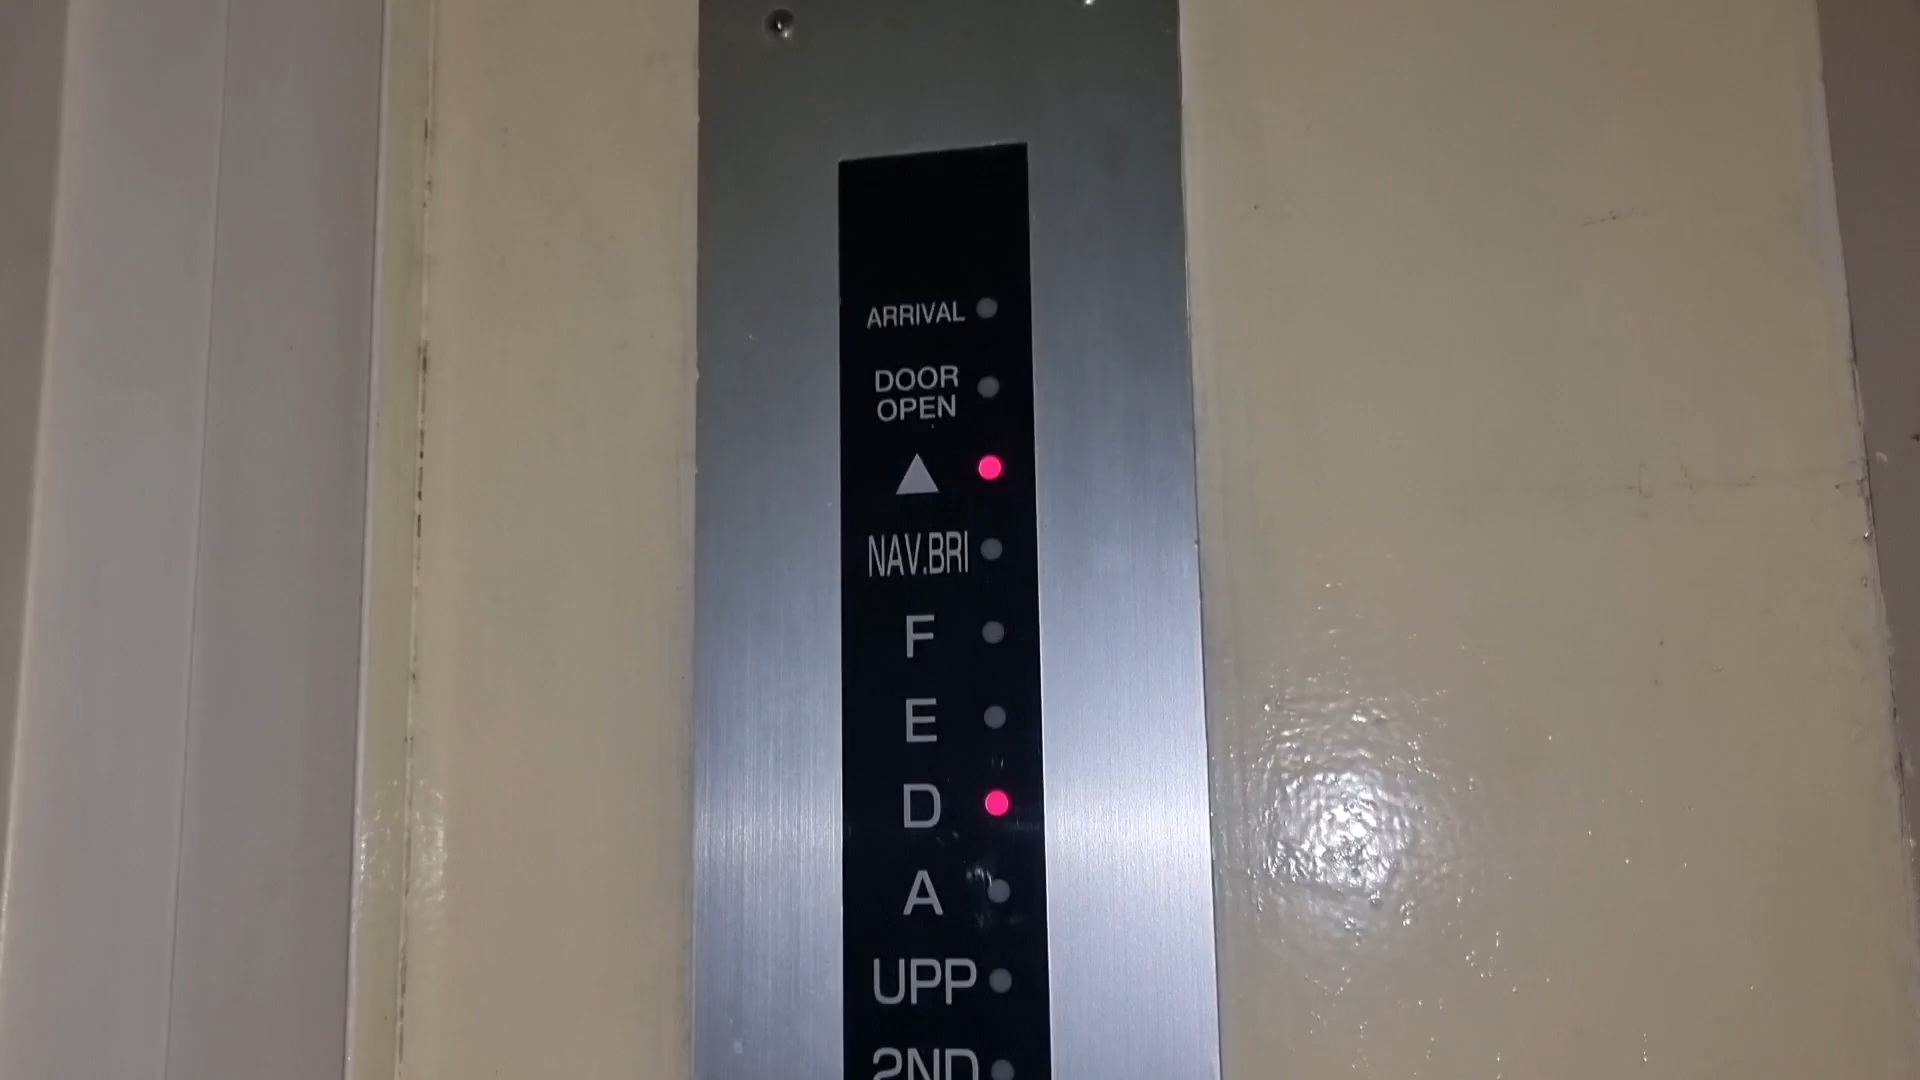 ARRIVAL
DOOR
OPEN
NAV.BRI
F
E
D
A
UPP
2ND